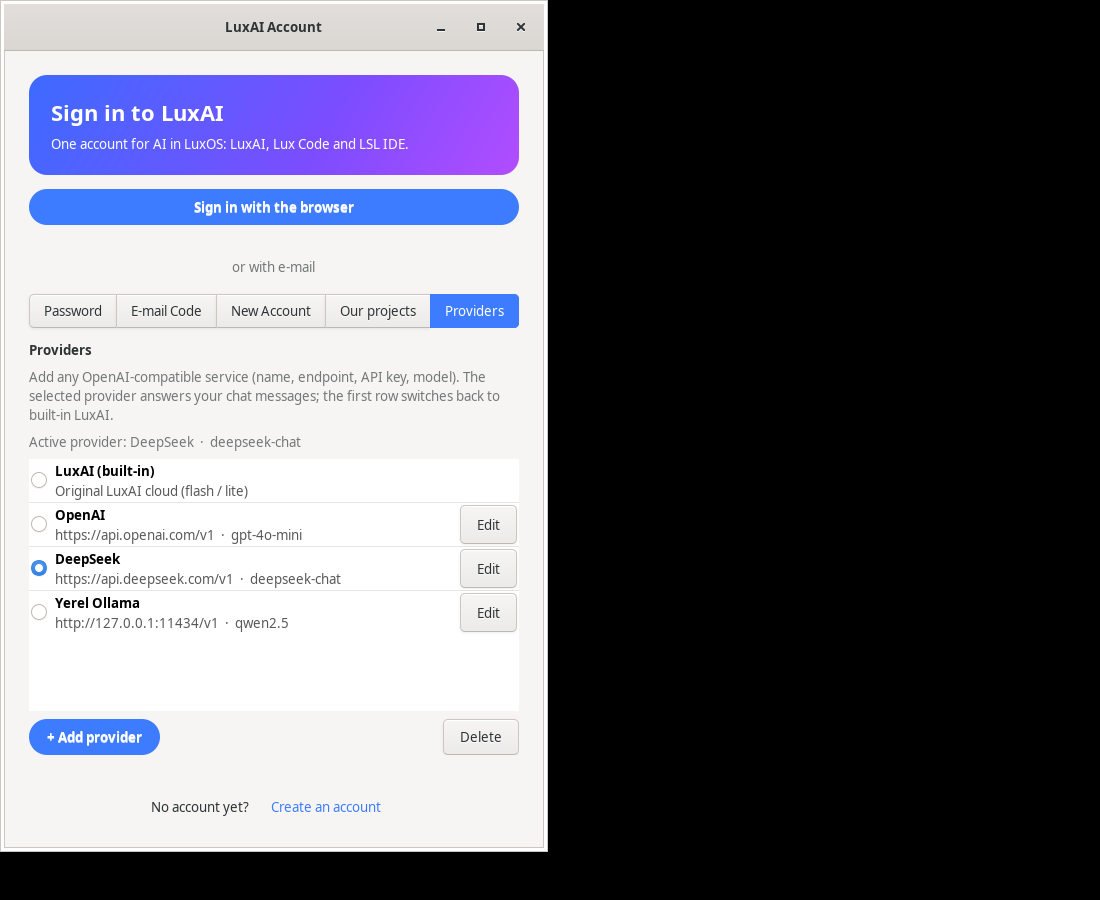 LuxAI Account
Sign in to LuxAI
One account for AI in LuxOS: LuxAI, Lux Code and LSL IDE.
Sign in with the browser
or with e-mail
Password E-mail Code New Account Our projects Providers
Providers
Add any OpenAI-compatible service (name, endpoint, API key, model). The
selected provider answers your chat messages; the first row switches back to
built-in LuxAI.
Active provider: DeepSeek · deepseek-chat
LuxAI (built-in)
Original LuxAI cloud (flash / lite)
OpenAI
https://api.openai.com/v1 · gpt-4o-mini
Edit
DeepSeek
https://api.deepseek.com/v1 · deepseek-chat
Edit
Yerel Ollama
http://127.0.0.1:11434/v1 · qwen2.5
Edit
+ Add provider Delete
No account yet? Create an account